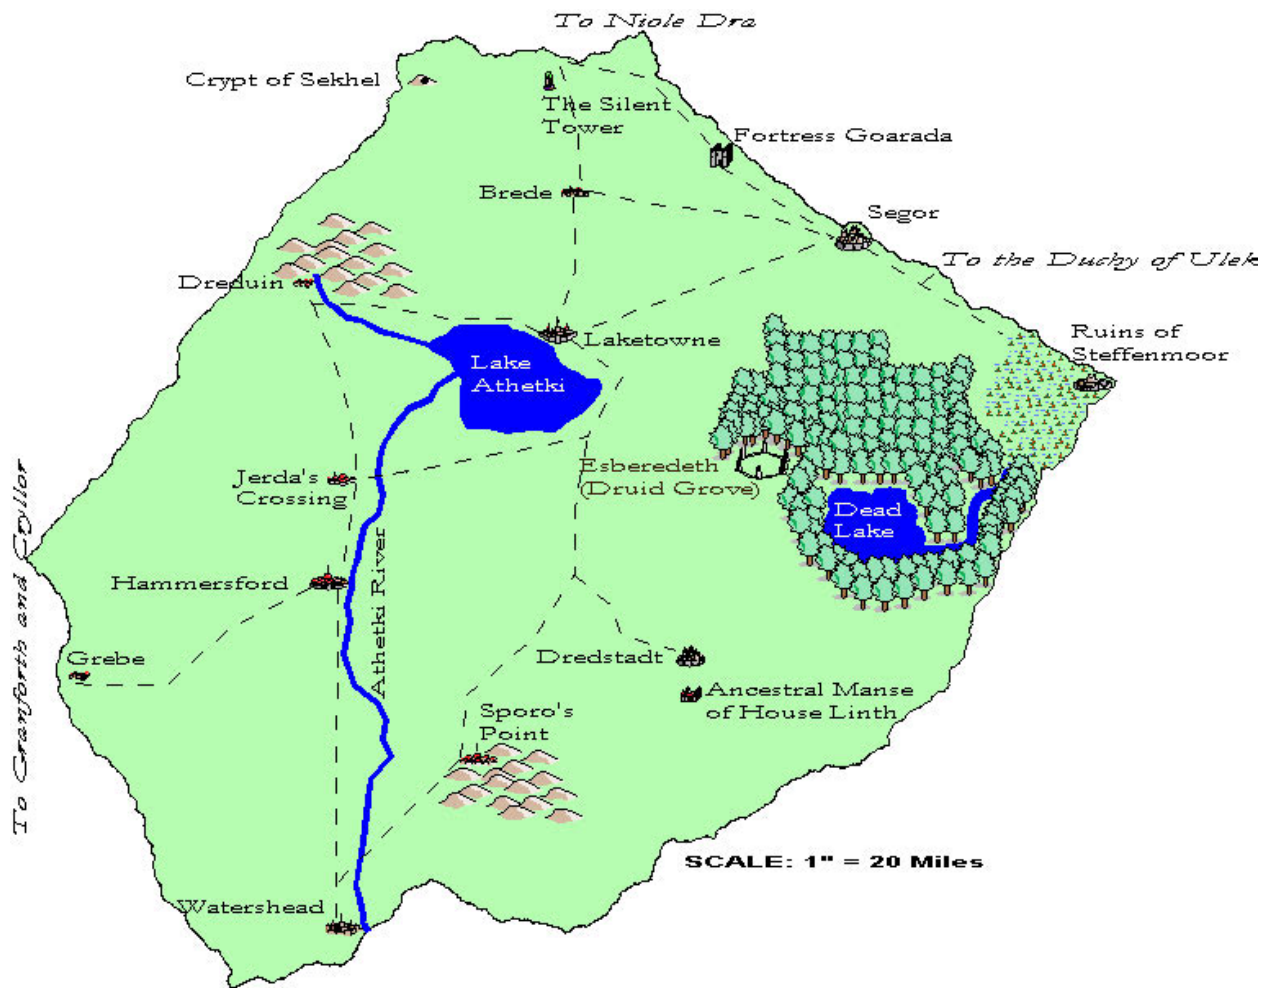 To Niole Dra
Crypt of Sekhel
The Silent
Tower
Fortress Goarada
Brede
Segor
To the Duchy of Ulek
Dreduin
Laketowne
Ruins of
Steffenmoor
Lake
Athetki
Esberedeth
(Druid Grove)
Jerda's
Crossing
Dead
Lake
To Granforth and Cryllor
Hammersford
Athetki River
Grebe
Dredstadt
Ancestral Manse
of House Linth
Sporo's
Point
SCALE: 1" = 20 Miles
Watershead